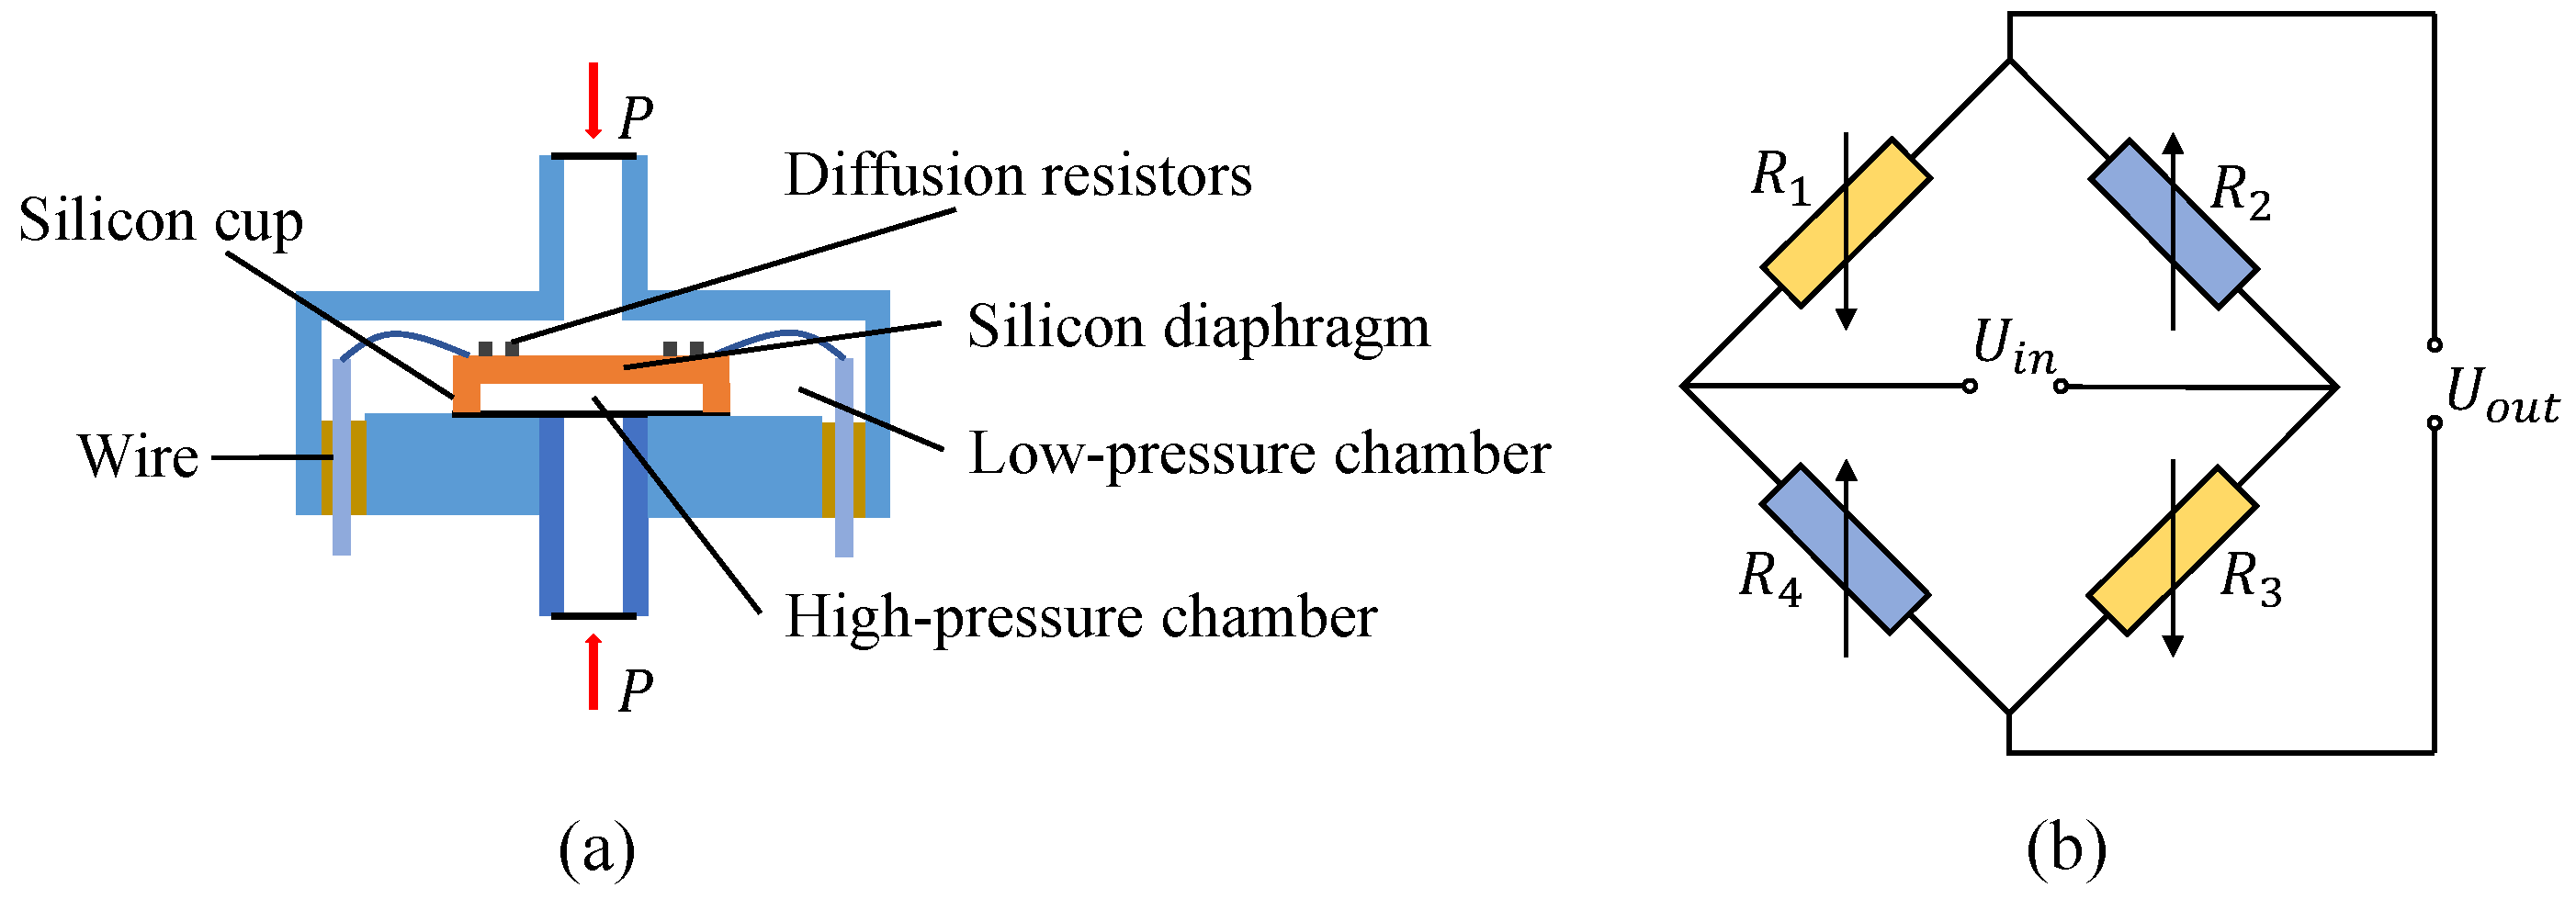 P
Diffusion resistors
Silicon cup
Silicon diaphragm
Wire
Low-pressure chamber
High-pressure chamber
P
(a)
R1
R2
Uin
Uout
R4
R3
(b)